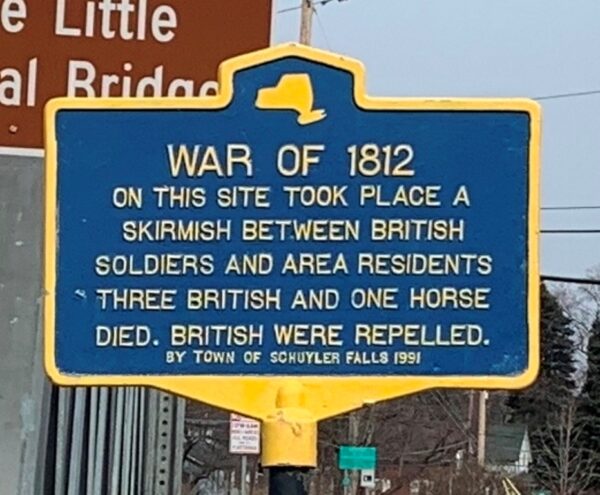 e Little
al Bridge
WAR OF 1812
ON THIS SITE TOOK PLACE A
SKIRMISH BETWEEN BRITISH
SOLDIERS AND AREA RESIDENTS
THREE BRITISH AND ONE HORSE
DIED. BRITISH WERE REPELLED.
BY TOWN OF SCHUYLER FALLS 1991